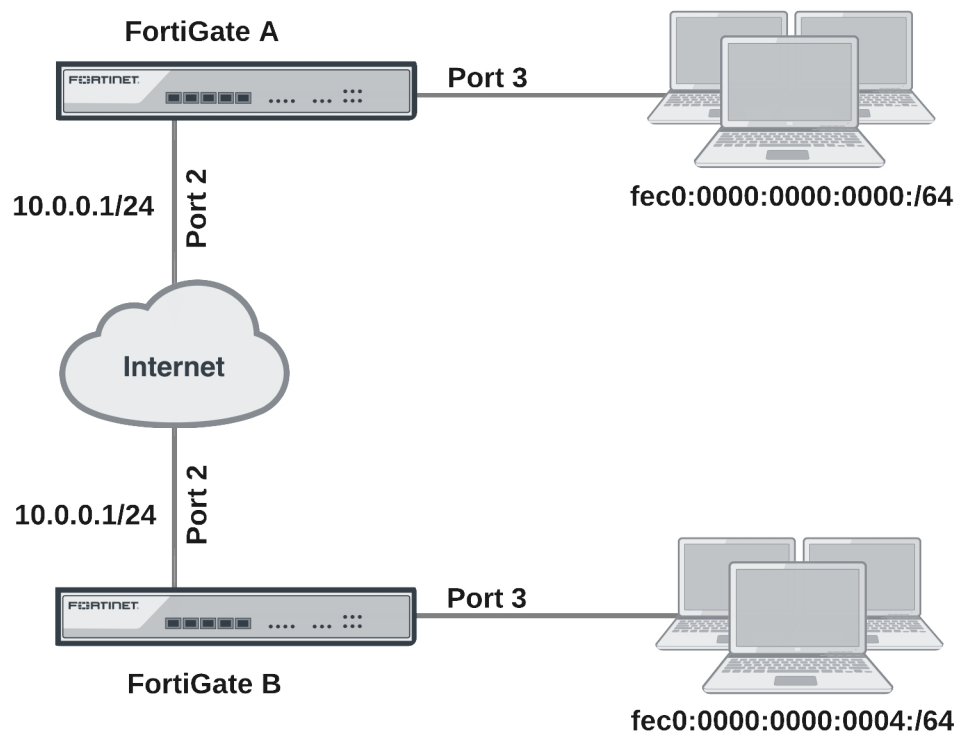 FortiGate A
FORTINET
Port 3
10.0.0.1/24
Port 2
fec0:0000:0000:0000:/64
Internet
10.0.0.1/24
Port 2
FORTINET
Port 3
FortiGate B
fec0:0000:0000:0004:/64